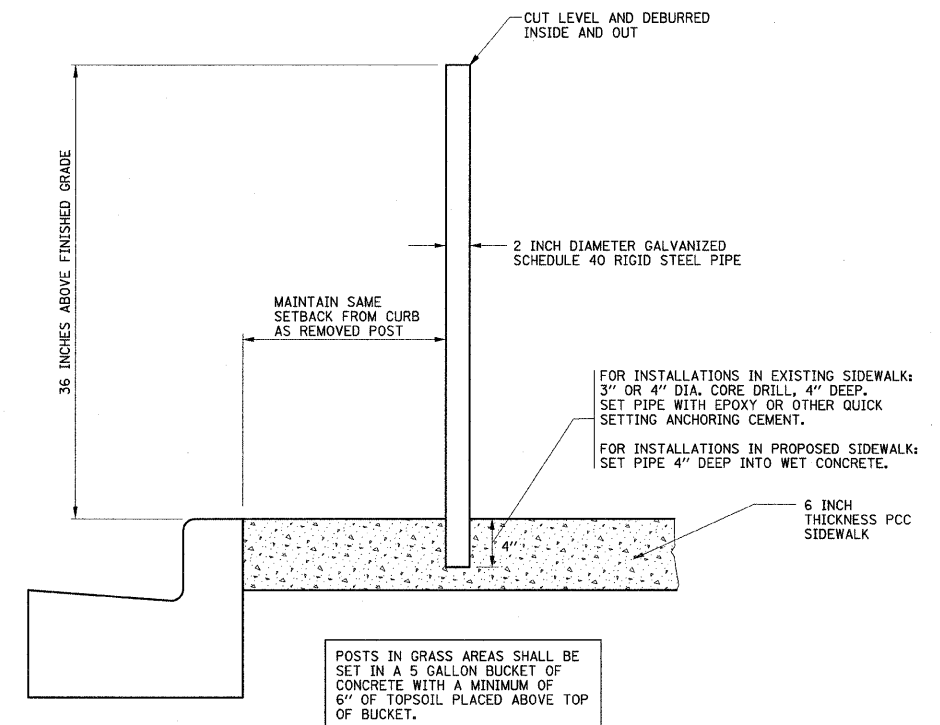 CUT LEVEL AND DEBURRED
INSIDE AND OUT
36 INCHES ABOVE FINISHED GRADE
2 INCH DIAMETER GALVANIZED
SCHEDULE 40 RIGID STEEL PIPE
MAINTAIN SAME
SETBACK FROM CURB
AS REMOVED POST
FOR INSTALLATIONS IN EXISTING SIDEWALK:
3" OR 4" DIA. CORE DRILL, 4" DEEP.
SET PIPE WITH EPOXY OR OTHER QUICK
SETTING ANCHORING CEMENT.
FOR INSTALLATIONS IN PROPOSED SIDEWALK:
SET PIPE 4" DEEP INTO WET CONCRETE.
6 INCH
THICKNESS PCC
SIDEWALK
4"
POSTS IN GRASS AREAS SHALL BE
SET IN A 5 GALLON BUCKET OF
CONCRETE WITH A MINIMUM OF
6" OF TOPSOIL PLACED ABOVE TOP
OF BUCKET.